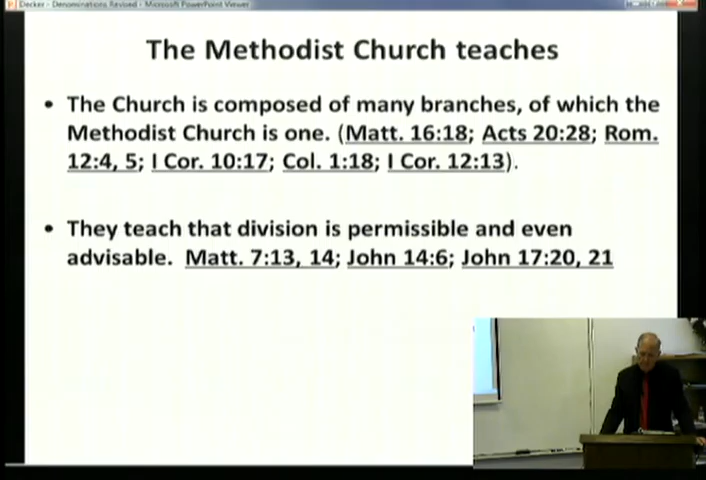 Decker - Denominations Revised - Microsoft PowerPoint Viewer
The Methodist Church teaches
• The Church is composed of many branches, of which the
Methodist Church is one. (Matt. 16:18; Acts 20:28; Rom.
12:4, 5; I Cor. 10:17; Col. 1:18; I Cor. 12:13).
• They teach that division is permissible and even
advisable. Matt. 7:13, 14; John 14:6; John 17:20, 21